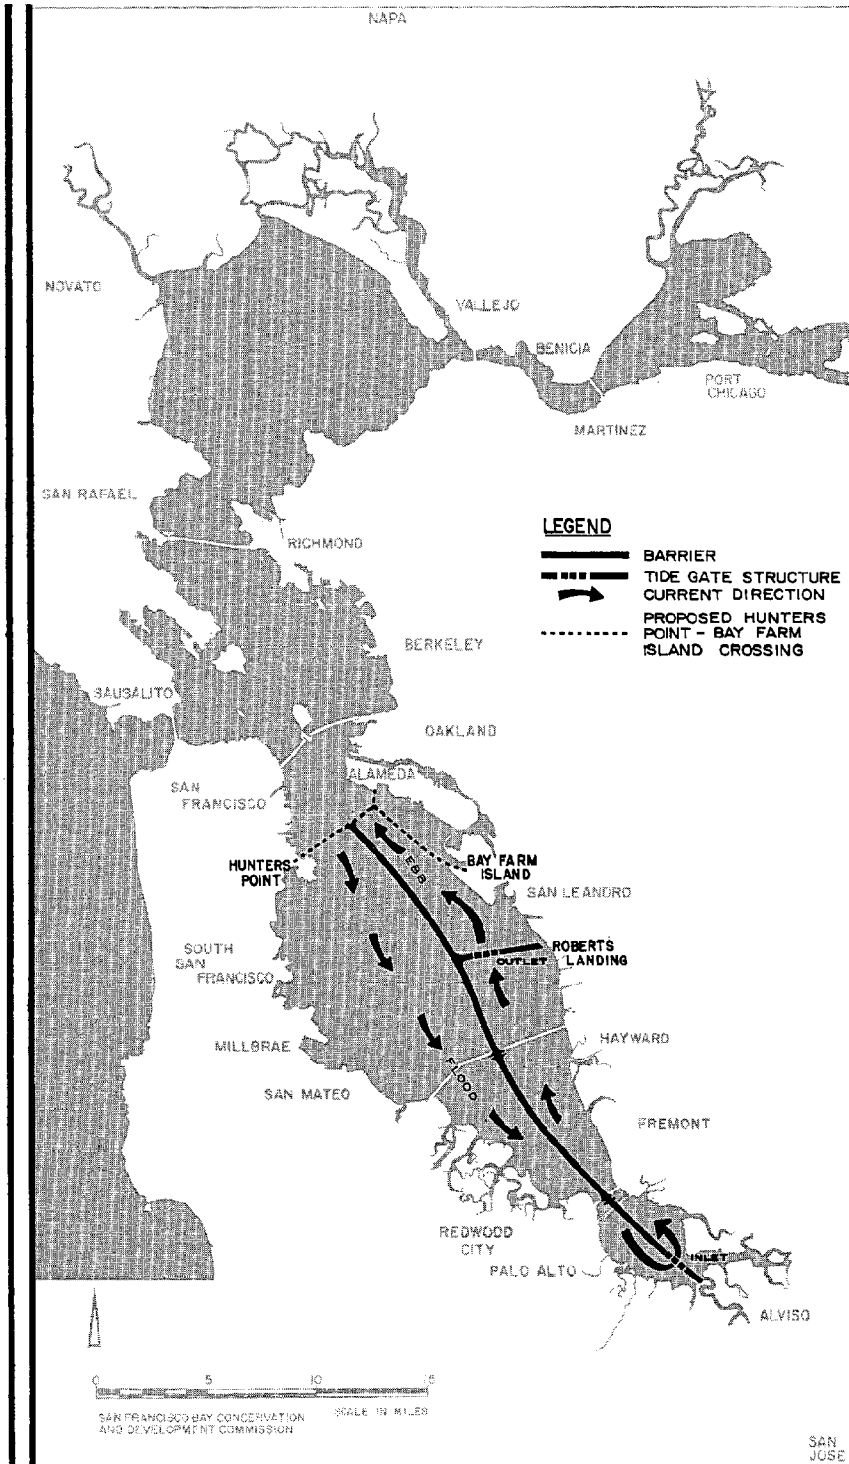 NAPA
NOVATO
VALLEJO
BENICIA
PORT
CHICAGO
MARTINEZ
SAN RAFAEL
RICHMOND
LEGEND
BARRIER
TIDE GATE STRUCTURE
CURRENT DIRECTION
PROPOSED HUNTERS
POINT - BAY FARM
ISLAND CROSSING
BERKELEY
SAUSALITO
OAKLAND
ALAMEDA
SAN
FRANCISCO
HUNTERS
POINT
EBB
BAY FARM
ISLAND
SAN LEANDRO
ROBERTS
LANDING
OUTLET
SOUTH
SAN
FRANCISCO
MILLBRAE
HAYWARD
FLOOD
SAN MATEO
FREMONT
REDWOOD
CITY
PALO ALTO
INLET
ALVISO
0 5 10 15
SCALE IN MILES
SAN FRANCISCO BAY CONSERVATION
AND DEVELOPMENT COMMISSION
SAN
JOSE